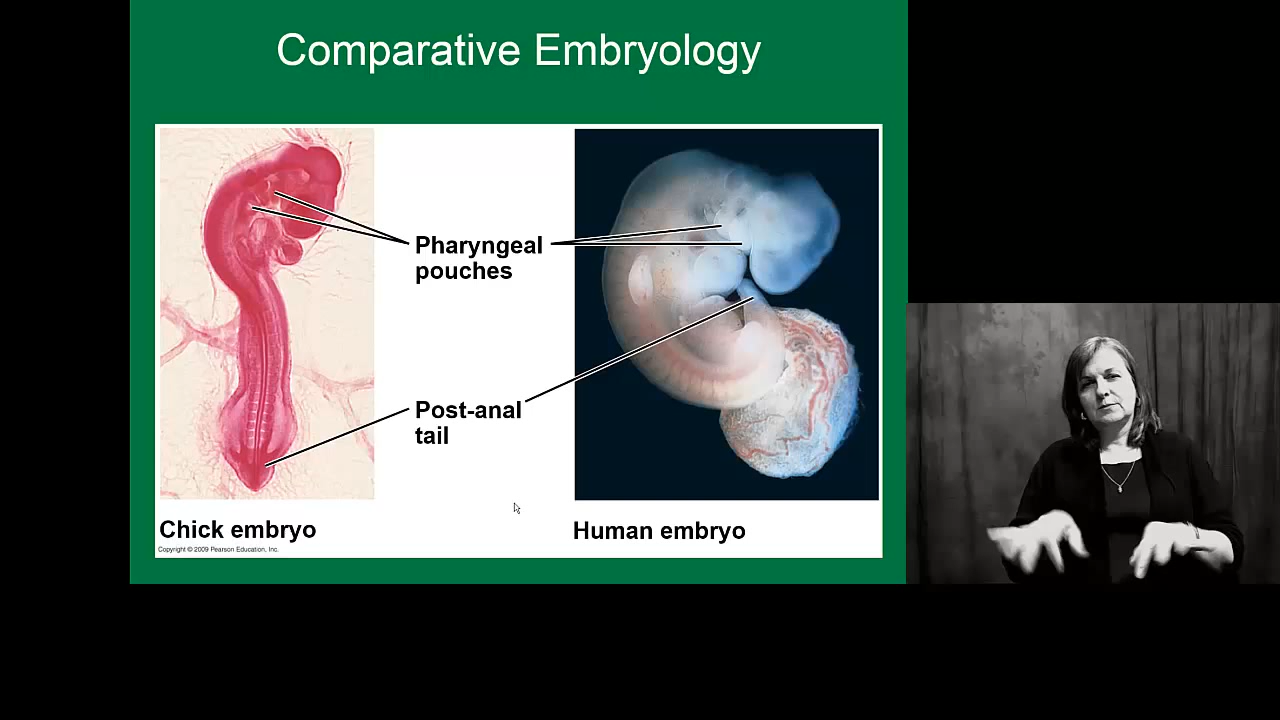 Comparative Embryology
Pharyngeal
pouches
Post-anal
tail
Chick embryo
Human embryo
Copyright © 2009 Pearson Education, Inc.